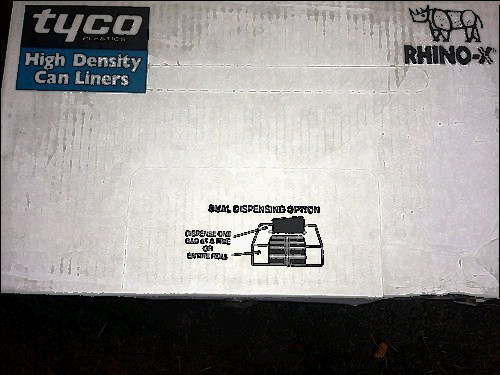 tyco
PLASTICS
High Density
Can Liners
RHINO-X
DUAL DISPENSING OPTION
DISPENSE ONE
BAG AT A TIME
OR
ENTIRE ROLL